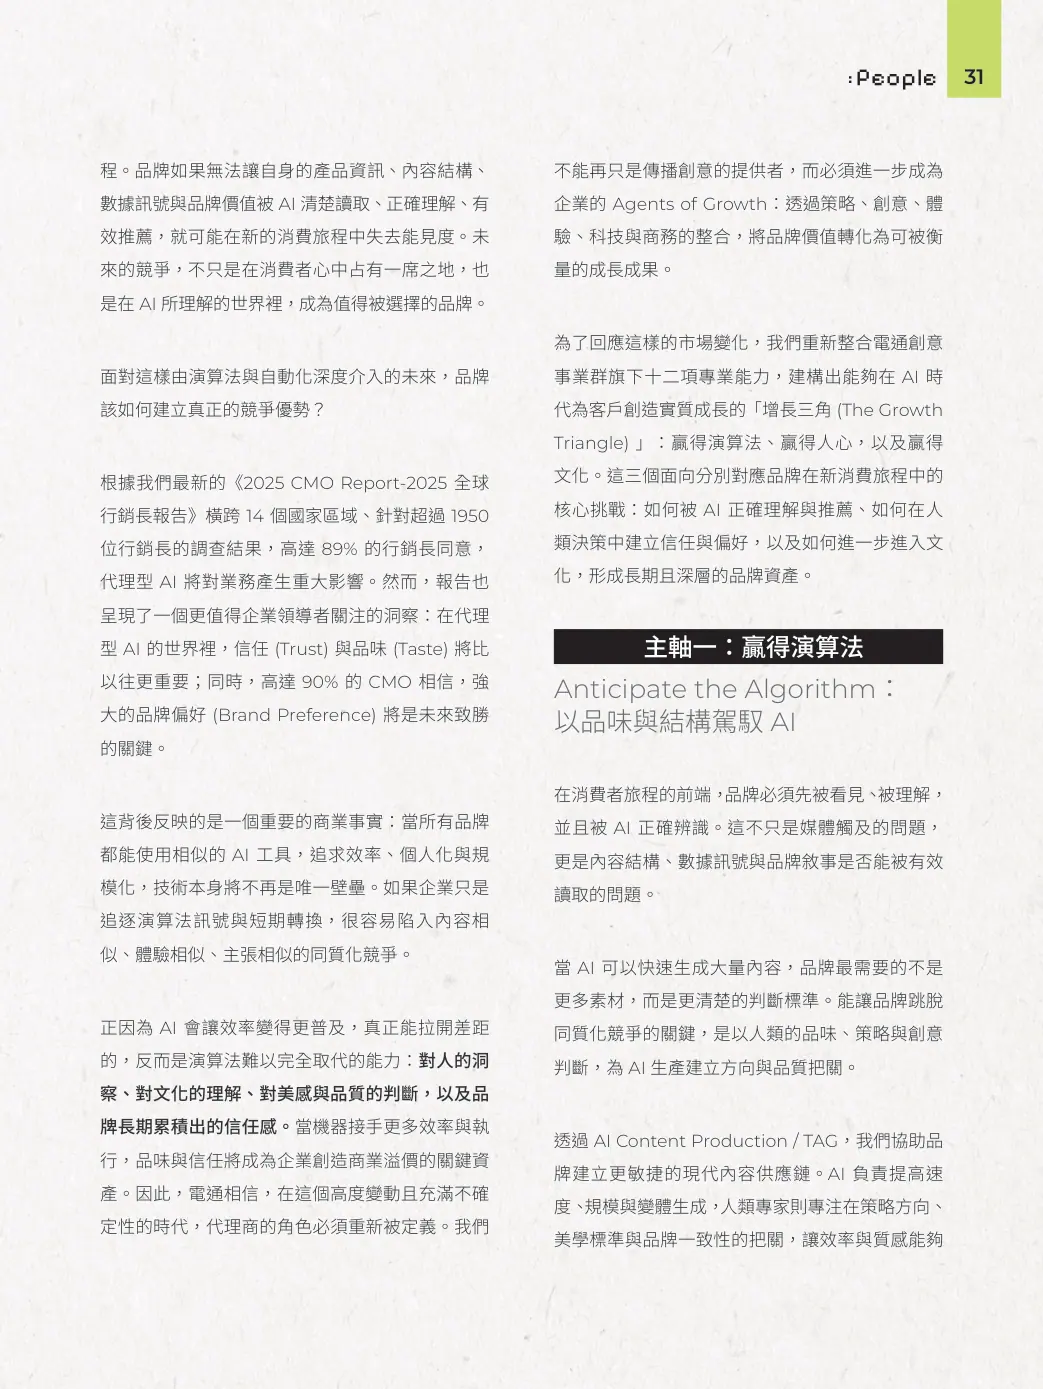 :People
31
程。品牌如果無法讓自身的產品資訊、內容結構、
數據訊號與品牌價值被 AI 清楚讀取、正確理解、有
效推薦，就可能在新的消費旅程中失去能見度。未
來的競爭，不只是在消費者心中占有一席之地，也
是在 AI 所理解的世界裡，成為值得被選擇的品牌。
面對這樣由演算法與自動化深度介入的未來，品牌
該如何建立真正的競爭優勢？
根據我們最新的《2025 CMO Report-2025 全球
行銷長報告》橫跨 14 個國家區域、針對超過 1950
位行銷長的調查結果，高達 89% 的行銷長同意，
代理型 AI 將對業務產生重大影響。然而，報告也
呈現了一個更值得企業領導者關注的洞察：在代理
型 AI 的世界裡，信任 (Trust) 與品味 (Taste) 將比
以往更重要；同時，高達 90% 的 CMO 相信，強
大的品牌偏好 (Brand Preference) 將是未來致勝
的關鍵。
這背後反映的是一個重要的商業事實：當所有品牌
都能使用相似的 AI 工具，追求效率、個人化與規
模化，技術本身將不再是唯一壁壘。如果企業只是
追逐演算法訊號與短期轉換，很容易陷入內容相
似、體驗相似、主張相似的同質化競爭。
正因為 AI 會讓效率變得更普及，真正能拉開差距
的，反而是演算法難以完全取代的能力：對人的洞
察、對文化的理解、對美感與品質的判斷，以及品
牌長期累積出的信任感。當機器接手更多效率與執
行，品味與信任將成為企業創造商業溢價的關鍵資
產。因此，電通相信，在這個高度變動且充滿不確
定性的時代，代理商的角色必須重新被定義。我們
不能再只是傳播創意的提供者，而必須進一步成為
企業的 Agents of Growth：透過策略、創意、體
驗、科技與商務的整合，將品牌價值轉化為可被衡
量的成長成果。
為了回應這樣的市場變化，我們重新整合電通創意
事業群旗下十二項專業能力，建構出能夠在 AI 時
代為客戶創造實質成長的「增長三角 (The Growth
Triangle) 」：贏得演算法、贏得人心，以及贏得
文化。這三個面向分別對應品牌在新消費旅程中的
核心挑戰：如何被 AI 正確理解與推薦、如何在人
類決策中建立信任與偏好，以及如何進一步進入文
化，形成長期且深層的品牌資產。
主軸一：贏得演算法
Anticipate the Algorithm：
以品味與結構駕馭 AI
在消費者旅程的前端，品牌必須先被看見、被理解，
並且被 AI 正確辨識。這不只是媒體觸及的問題，
更是內容結構、數據訊號與品牌敘事是否能被有效
讀取的問題。
當 AI 可以快速生成大量內容，品牌最需要的不是
更多素材，而是更清楚的判斷標準。能讓品牌跳脫
同質化競爭的關鍵，是以人類的品味、策略與創意
判斷，為 AI 生產建立方向與品質把關。
透過 AI Content Production / TAG，我們協助品
牌建立更敏捷的現代內容供應鏈。AI 負責提高速
度、規模與變體生成，人類專家則專注在策略方向、
美學標準與品牌一致性的把關，讓效率與質感能夠